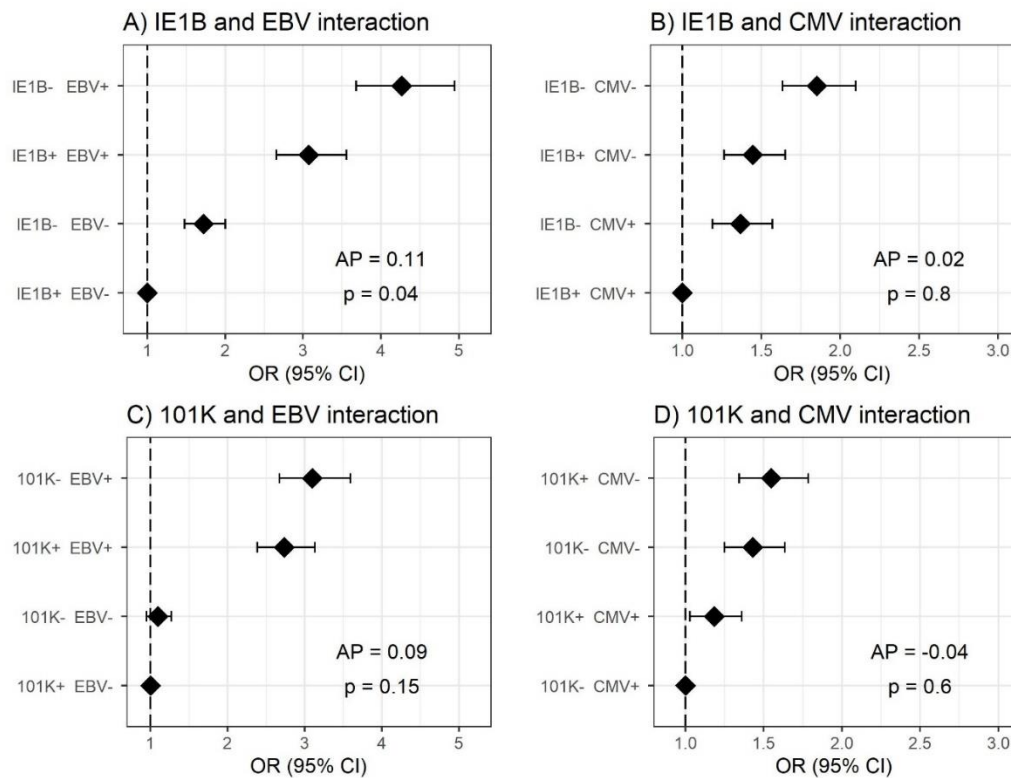 A) IE1B and EBV interaction
IE1B- EBV+
IE1B+ EBV+
IE1B- EBV-
IE1B+ EBV-
AP = 0.11
p = 0.04
1 2 3 4 5
OR (95% CI)
B) IE1B and CMV interaction
IE1B- CMV-
IE1B+ CMV-
IE1B- CMV+
IE1B+ CMV+
AP = 0.02
p = 0.8
1.0 1.5 2.0 2.5 3.0
OR (95% CI)
C) 101K and EBV interaction
101K- EBV+
101K+ EBV+
101K- EBV-
101K+ EBV-
AP = 0.09
p = 0.15
1 2 3 4 5
OR (95% CI)
D) 101K and CMV interaction
101K+ CMV-
101K- CMV-
101K+ CMV+
101K- CMV+
AP = -0.04
p = 0.6
1.0 1.5 2.0 2.5 3.0
OR (95% CI)